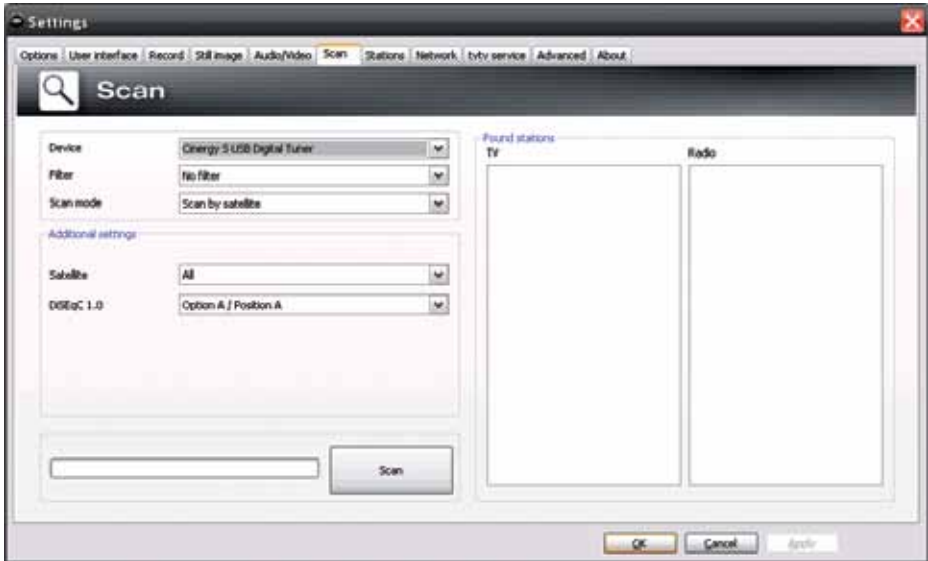 Settings
Options User interface Record Still image Audio/Video Scan Stations Network tvtv service Advanced About
Scan
Device Cinergy S USB Digital Tuner
Filter No filter
Scan mode Scan by satellite
Additional settings
Satellite All
DiSEqC 1.0 Option A / Position A
Scan
Found stations
TV Radio
OK Cancel Apply